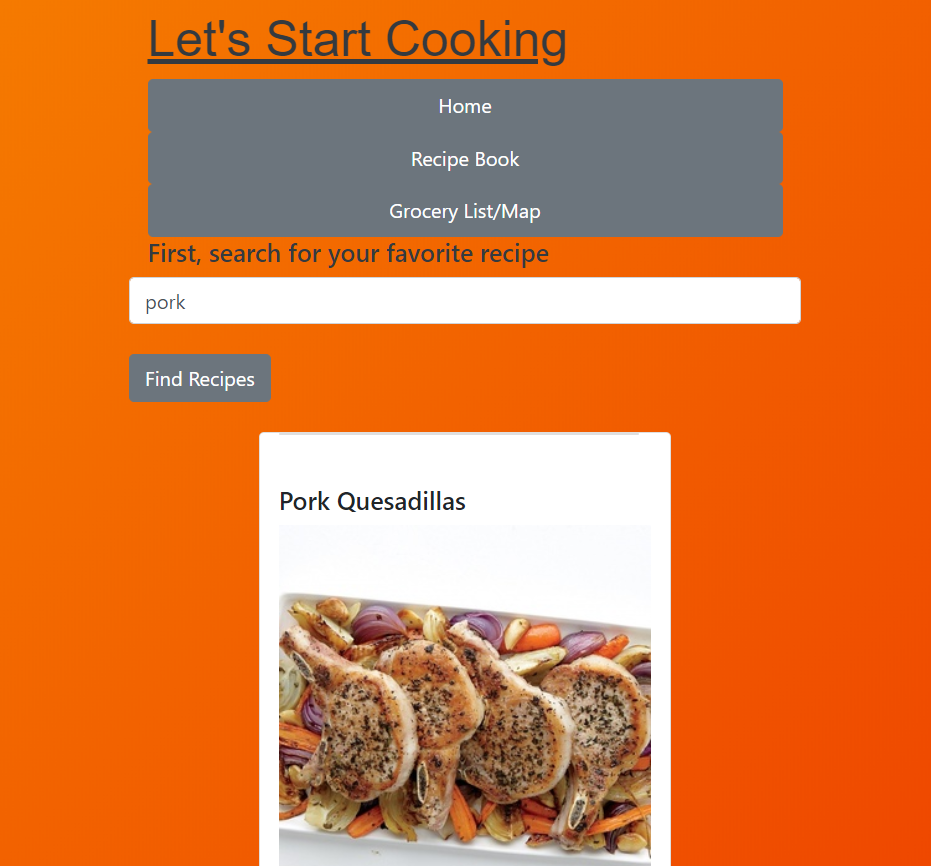 Let's Start Cooking
Home
Recipe Book
Grocery List/Map
First, search for your favorite recipe
pork
Find Recipes
Pork Quesadillas